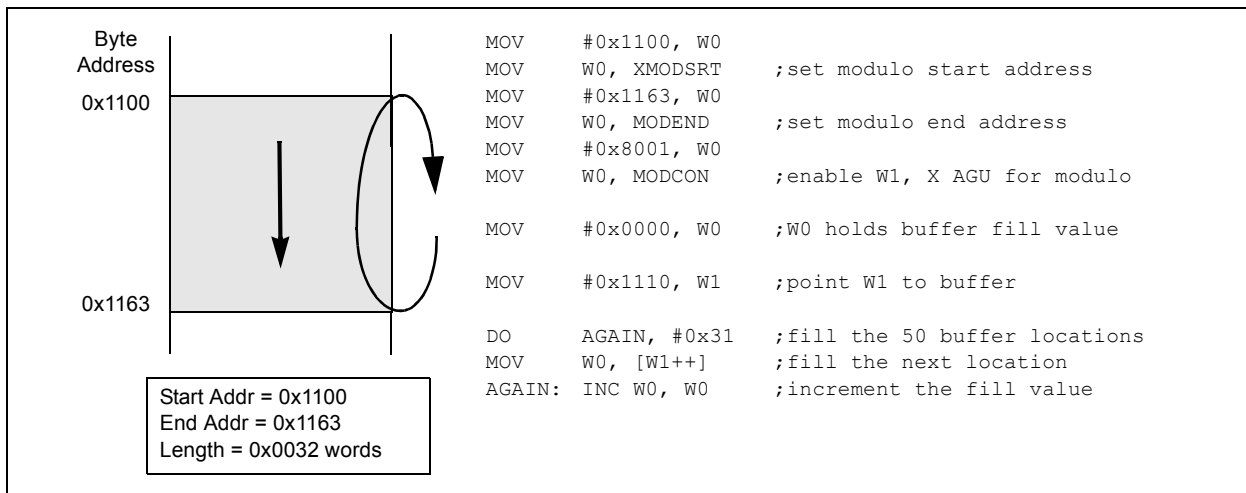 Byte
Address
0x1100
0x1163
Start Addr = 0x1100
End Addr = 0x1163
Length = 0x0032 words
MOV #0x1100, W0
MOV W0, XMODSRT ;set modulo start address
MOV #0x1163, W0
MOV W0, MODEND ;set modulo end address
MOV #0x8001, W0
MOV W0, MODCON ;enable W1, X AGU for modulo
MOV #0x0000, W0 ;W0 holds buffer fill value
MOV #0x1110, W1 ;point W1 to buffer
DO AGAIN, #0x31 ;fill the 50 buffer locations
MOV W0, [W1++] ;fill the next location
AGAIN: INC W0, W0 ;increment the fill value